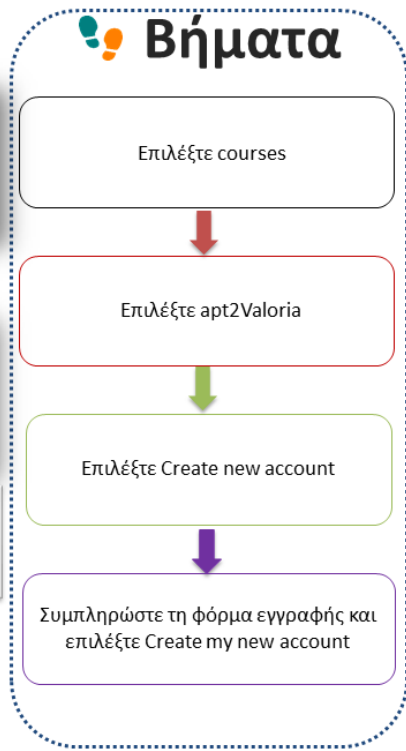 Βήματα
Επιλέξτε courses
Επιλέξτε apt2Valoria
Επιλέξτε Create new account
Συμπληρώστε τη φόρμα εγγραφής και
επιλέξτε Create my new account